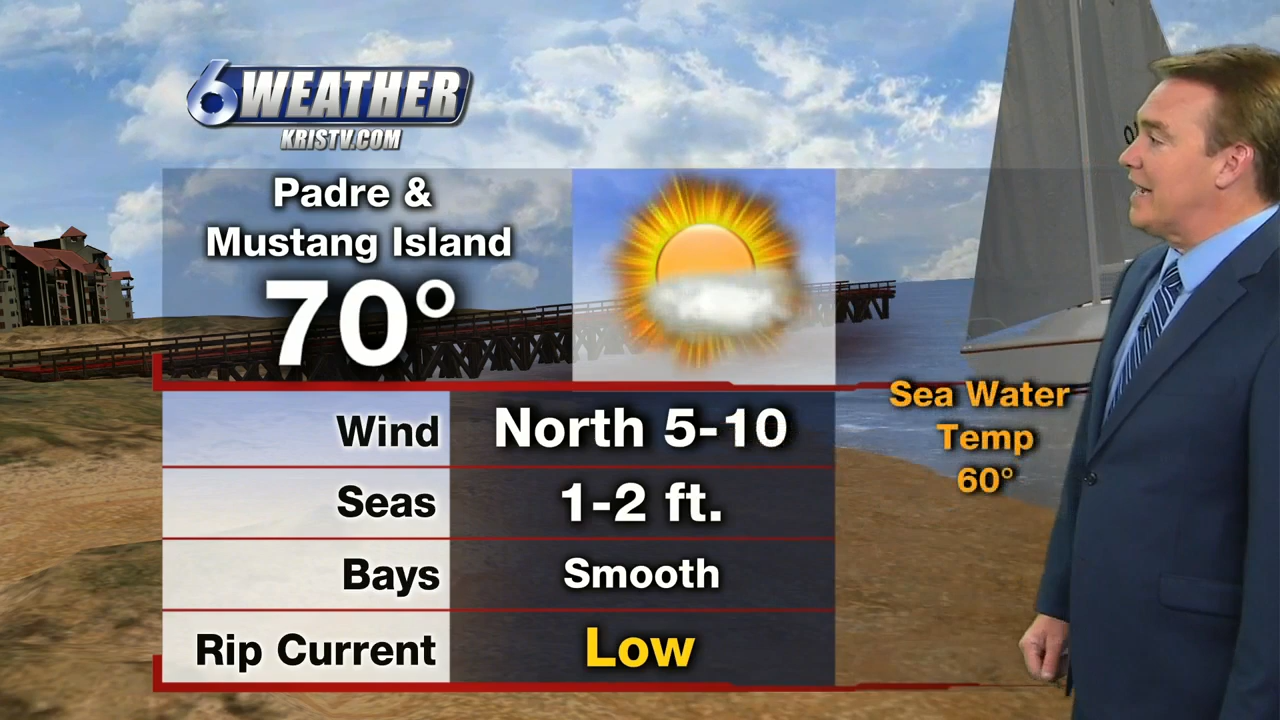 6WEATHER
KRISTV.COM
Padre &
Mustang Island
70°
Wind North 5-10
Seas 1-2 ft.
Bays Smooth
Rip Current Low
Sea Water
Temp
60°